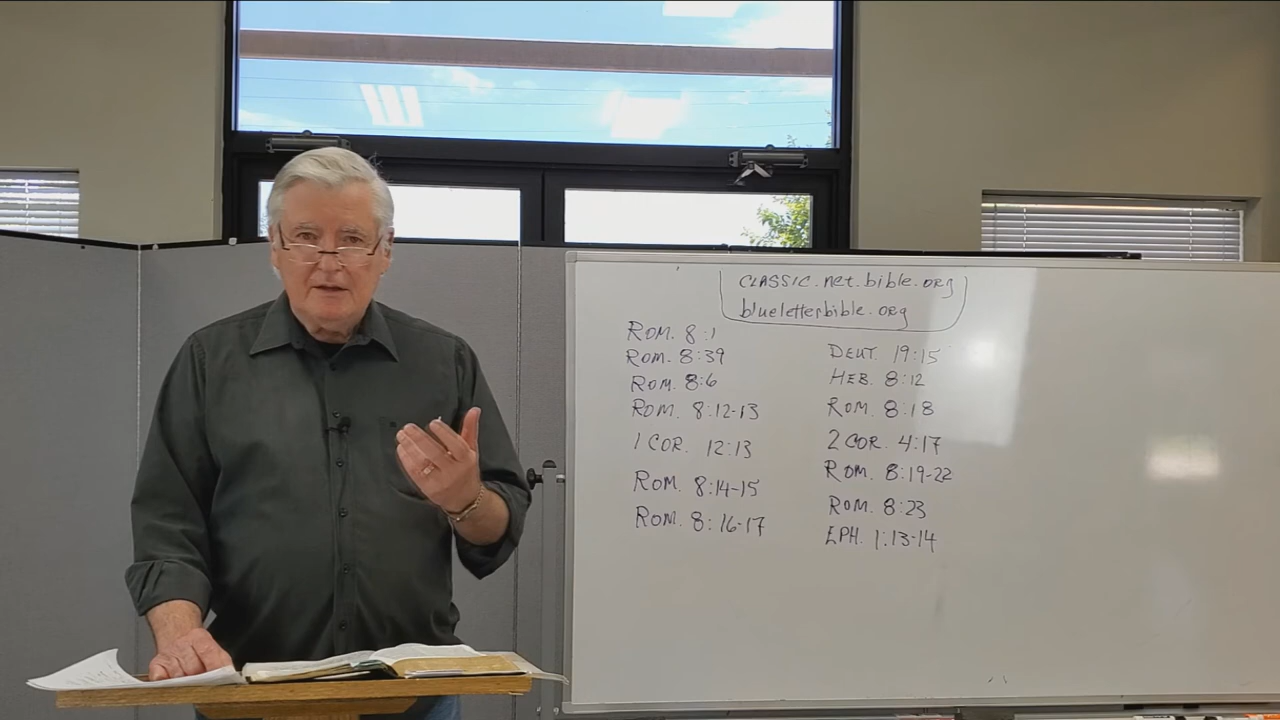 CLASSIC.net.bible.ORG
blueletterbible.org
ROM. 8:1
ROM. 8:39
ROM. 8:6
ROM. 8:12-13
1 COR. 12:13
ROM. 8:14-15
ROM. 8:16-17
DEUT. 19:15
HEB. 8:12
ROM. 8:18
2 COR. 4:17
ROM. 8:19-22
ROM. 8:23
EPH. 1:13-14